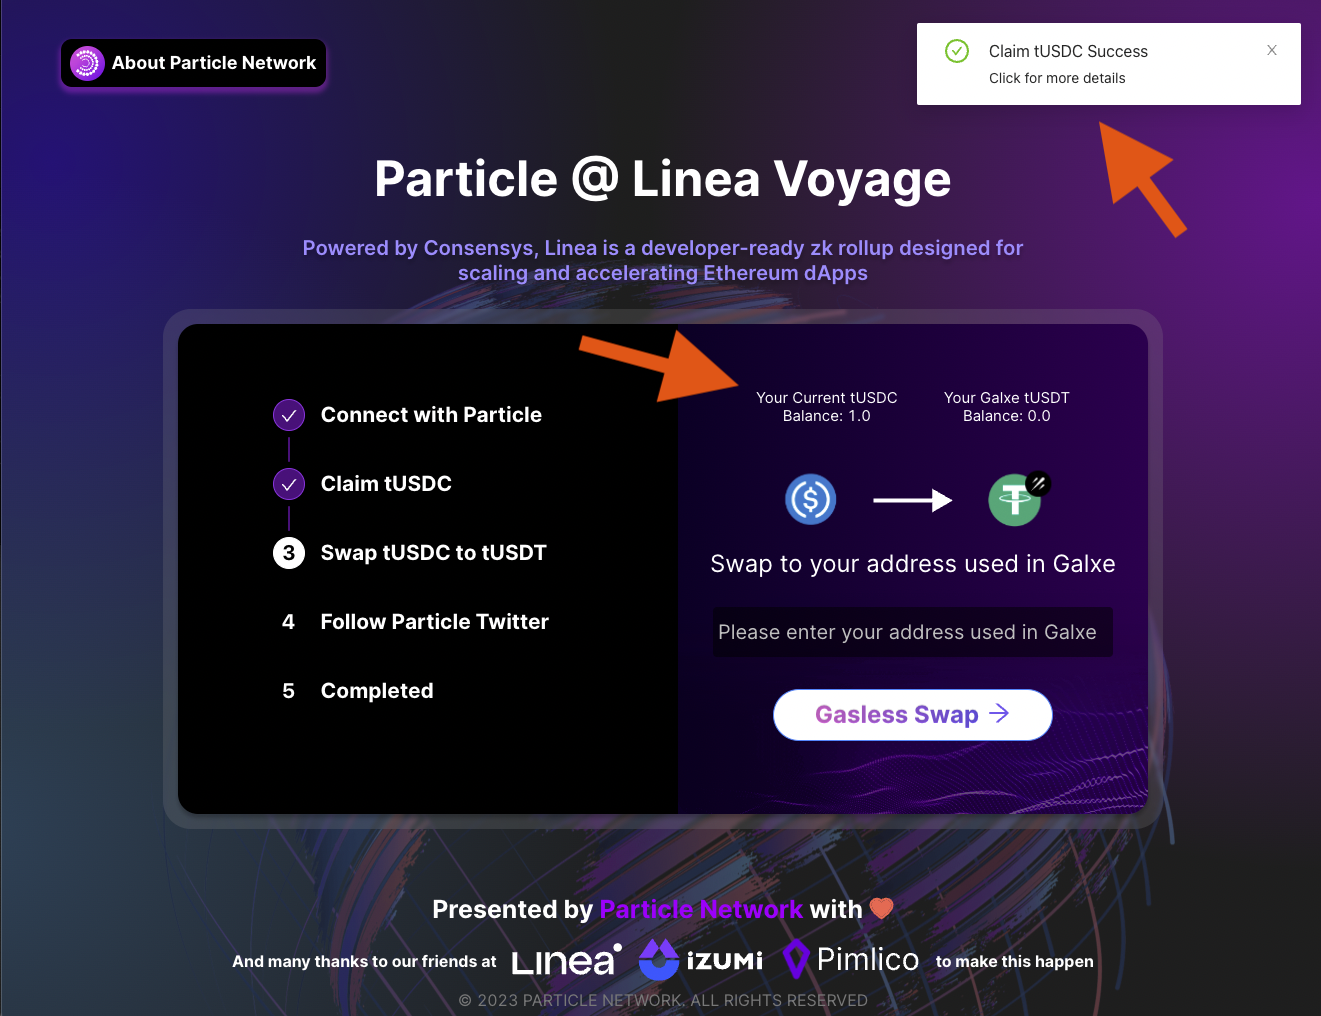 About Particle Network
Claim tUSDC Success
Click for more details
Particle @ Linea Voyage
Powered by Consensys, Linea is a developer-ready zk rollup designed for
scaling and accelerating Ethereum dApps
Connect with Particle
Claim tUSDC
3 Swap tUSDC to tUSDT
4 Follow Particle Twitter
5 Completed
Your Current tUSDC
Balance: 1.0
Your Galxe tUSDT
Balance: 0.0
Swap to your address used in Galxe
Please enter your address used in Galxe
Gasless Swap
Presented by Particle Network with
And many thanks to our friends at Linea iZUMi Pimlico to make this happen
© 2023 PARTICLE NETWORK. ALL RIGHTS RESERVED